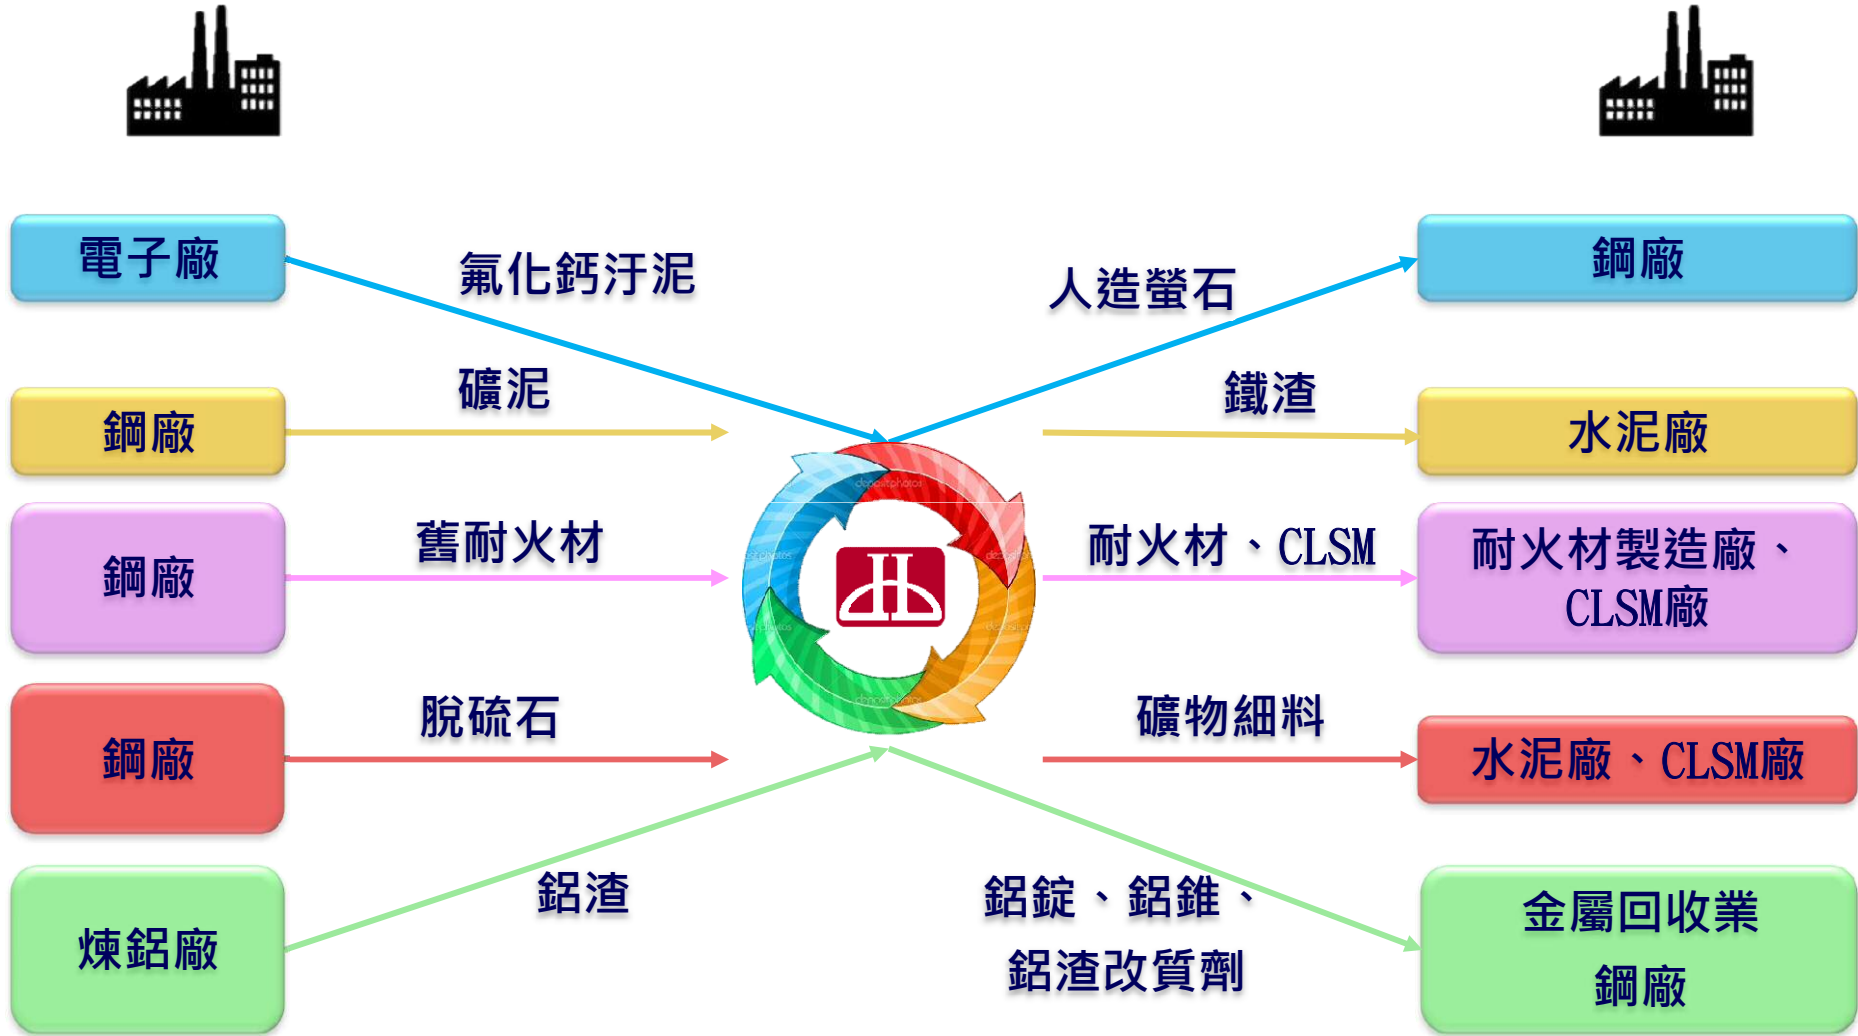 電子廠
氟化鈣汙泥
人造螢石
鋼廠
鋼廠
礦泥
鐵渣
水泥廠
鋼廠
舊耐火材
耐火材、CLSM
耐火材製造廠、
CLSM廠
鋼廠
脫硫石
礦物細料
水泥廠、CLSM廠
煉鋁廠
鋁渣
鋁錠、鋁錐、
鋁渣改質劑
金屬回收業
鋼廠
depositphotos
depositphotos
depositphotos